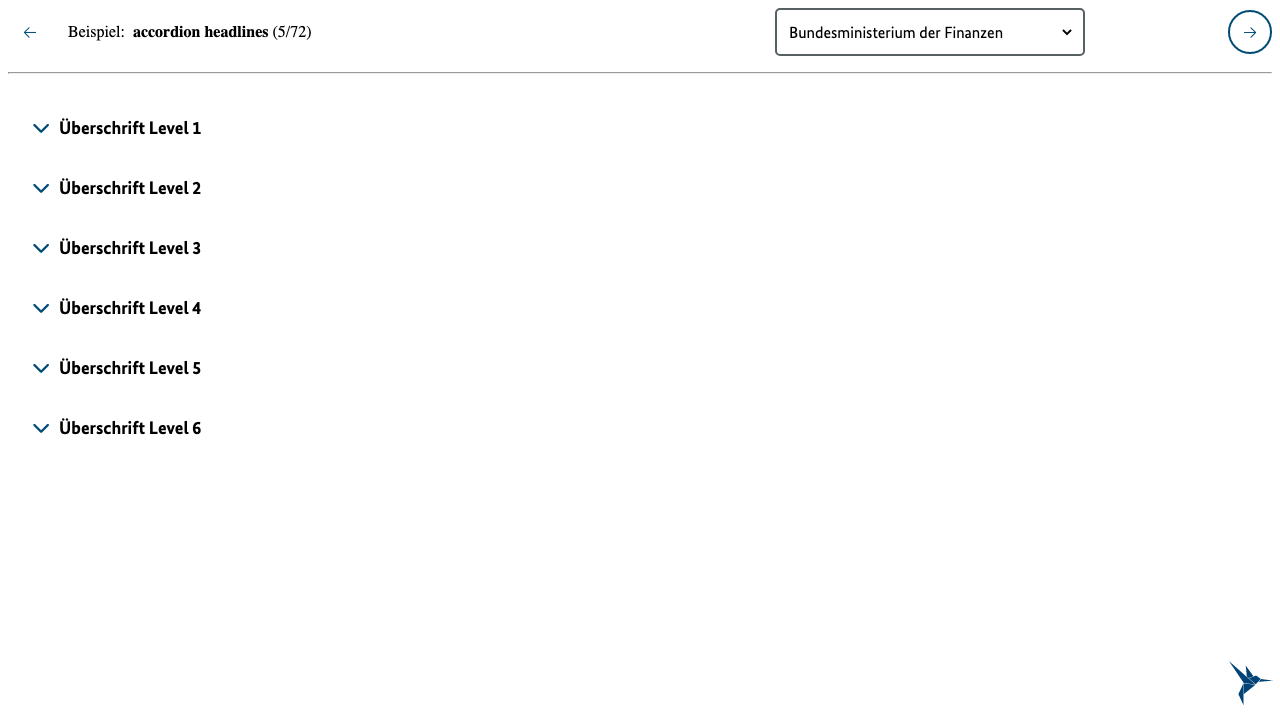 Beispiel: accordion headlines (5/72)
Bundesministerium der Finanzen
Überschrift Level 1
Überschrift Level 2
Überschrift Level 3
Überschrift Level 4
Überschrift Level 5
Überschrift Level 6